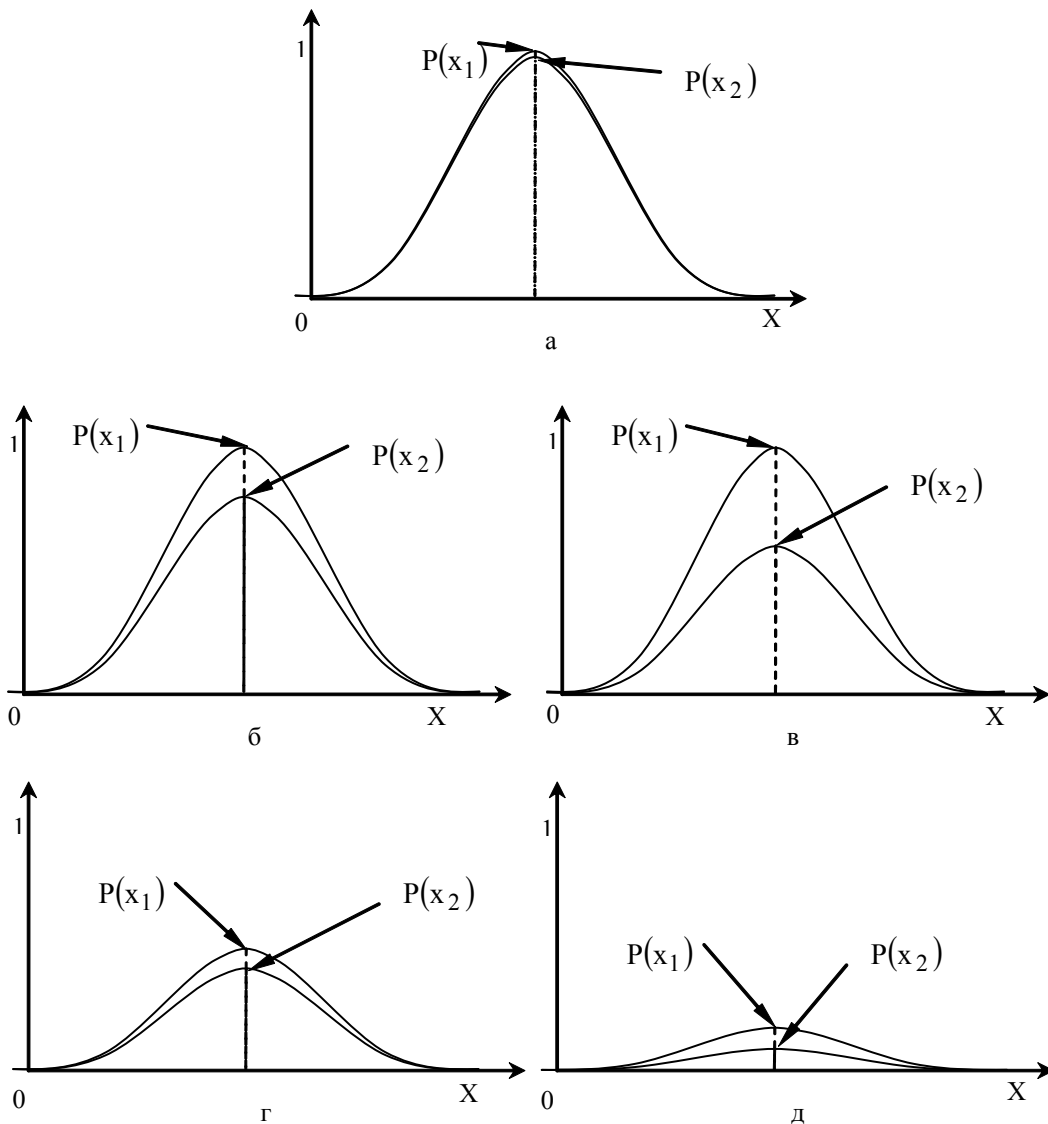 1
P(x₁)
P(x₂)
0
X
а
1
P(x₁)
P(x₂)
0
X
б
1
P(x₁)
P(x₂)
0
X
в
1
P(x₁)
P(x₂)
0
X
г
1
P(x₁)
P(x₂)
0
X
д